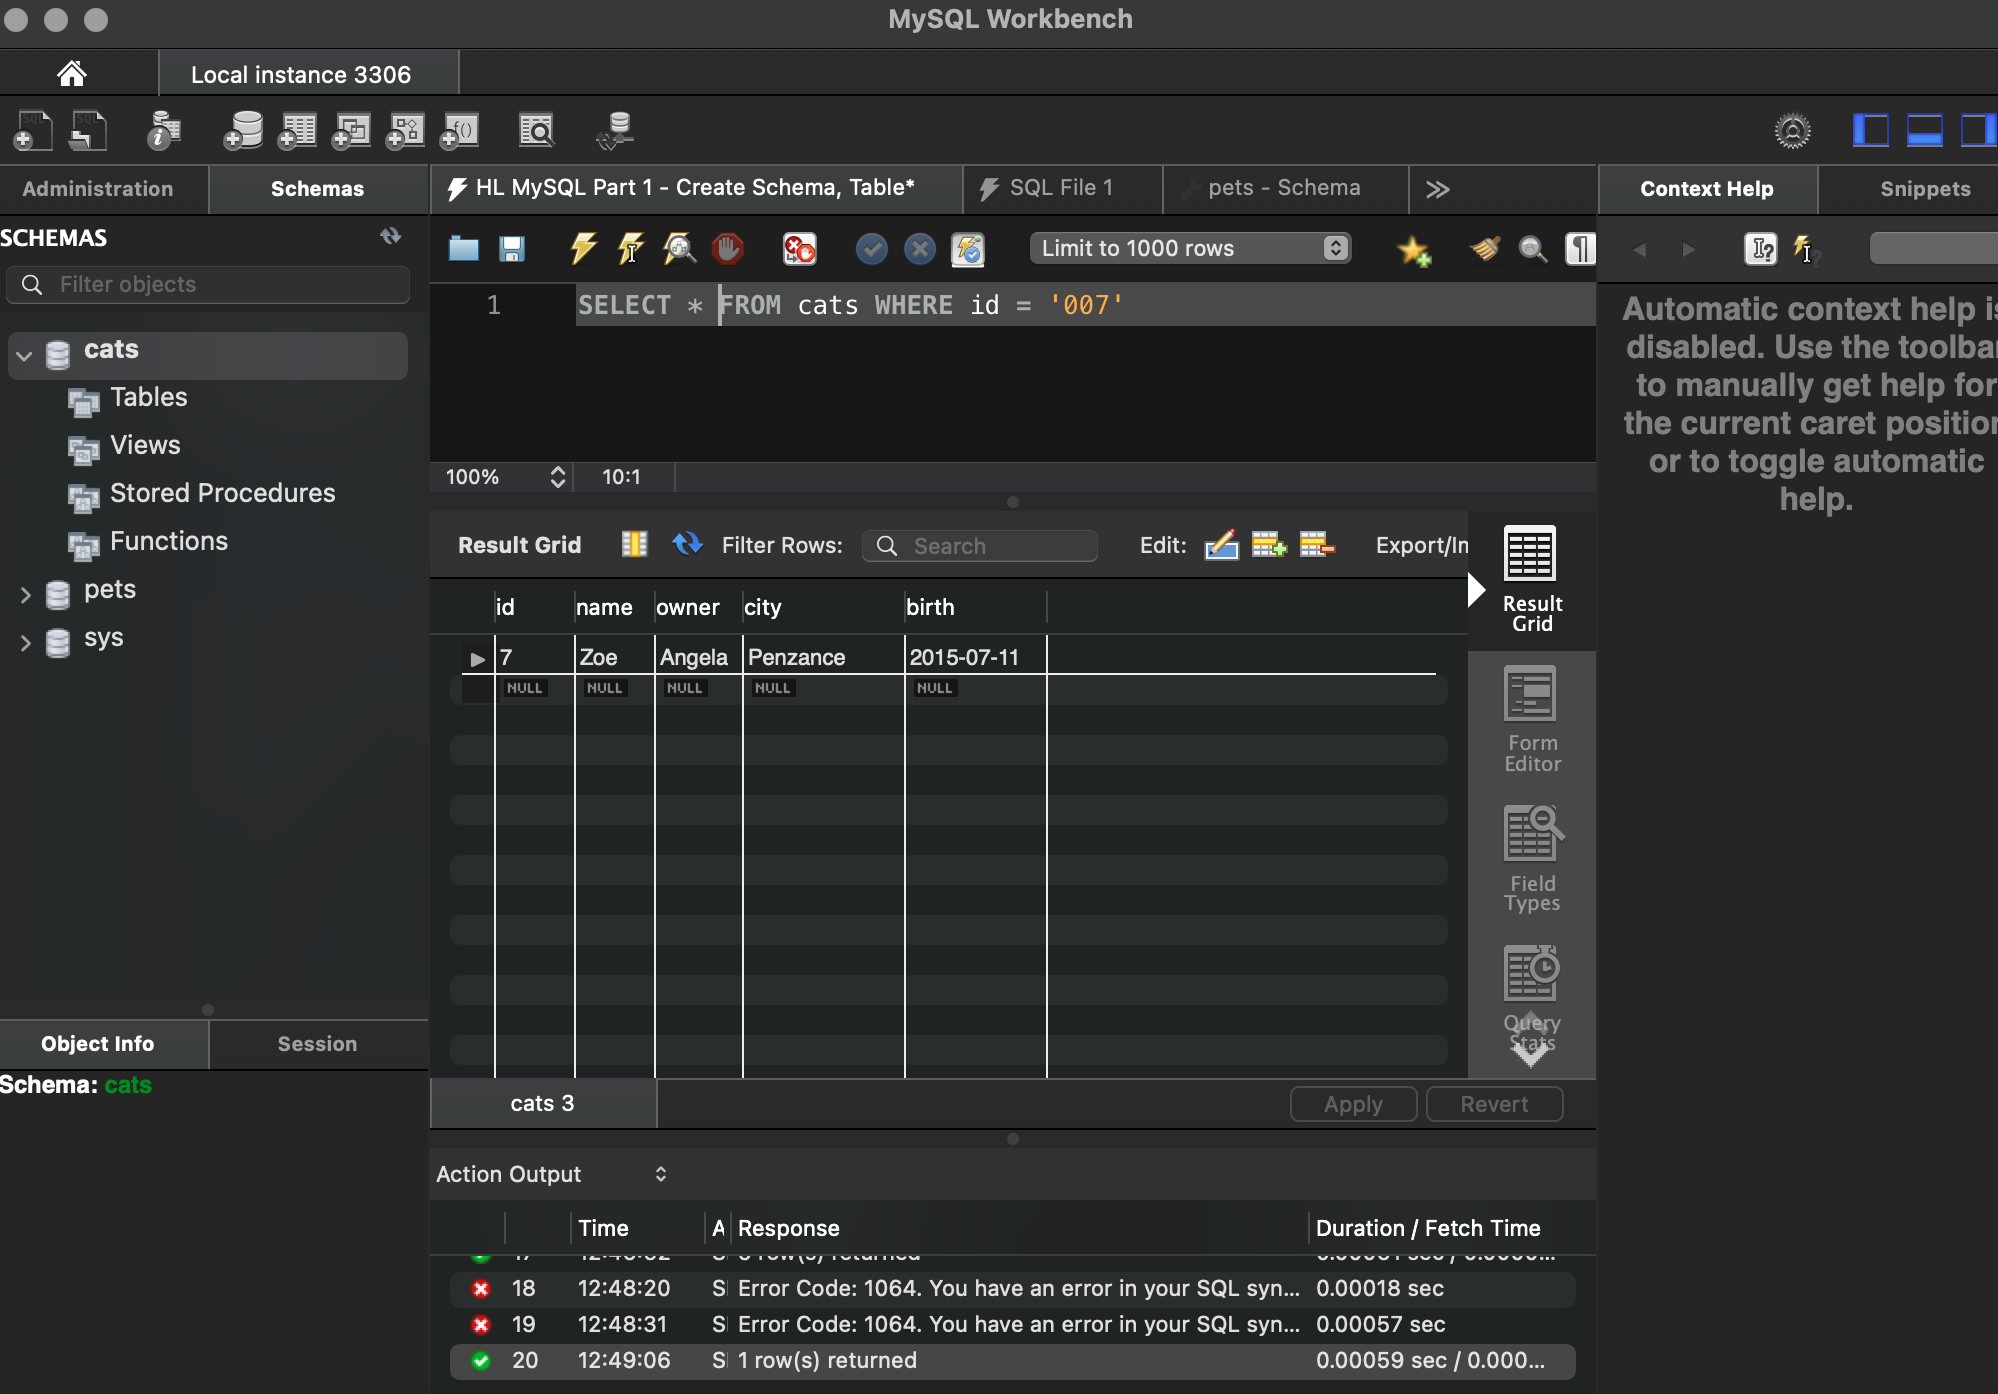 MySQL Workbench
Local instance 3306
Administration
Schemas
SCHEMAS
Filter objects
cats
Tables
Views
Stored Procedures
Functions
pets
sys
Object Info
Session
Schema: cats
HL MySQL Part 1 - Create Schema, Table*
SQL File 1
pets - Schema
Limit to 1000 rows
1 SELECT * FROM cats WHERE id = '007'
100% 10:1
Result Grid Filter Rows: Search Edit: Export/Im
id name owner city birth
7 Zoe Angela Penzance 2015-07-11
NULL NULL NULL NULL NULL
Result
Grid
Form
Editor
Field
Types
Query
Stats
cats 3
Apply
Revert
Action Output
Time A Response Duration / Fetch Time
row(s) returned
18 12:48:20 S Error Code: 1064. You have an error in your SQL syn... 0.00018 sec
19 12:48:31 S Error Code: 1064. You have an error in your SQL syn... 0.00057 sec
20 12:49:06 S 1 row(s) returned 0.00059 sec / 0.000...
Context Help
Snippets
Automatic context help is
disabled. Use the toolbar
to manually get help for
the current caret position
or to toggle automatic
help.